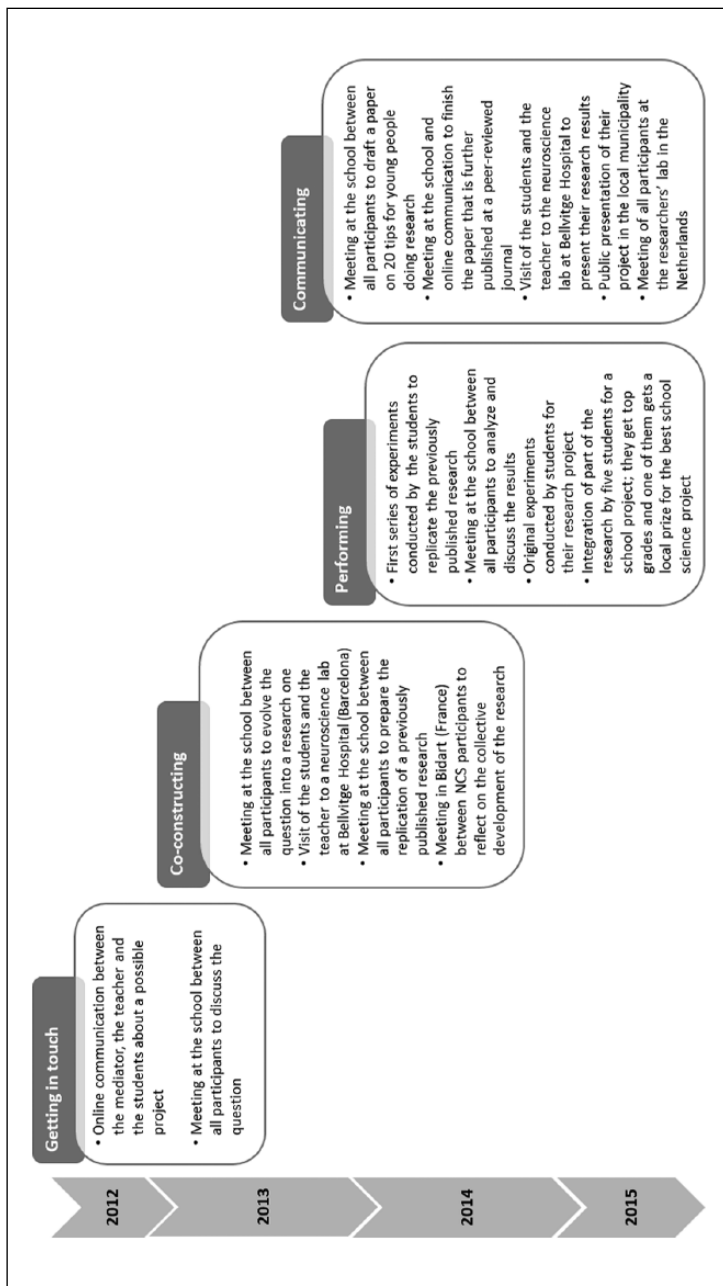 2012
2013
2014
2015
Getting in touch
• Online communication between
the mediator, the teacher and
the students about a possible
project
• Meeting at the school between
all participants to discuss the
question
Co-constructing
• Meeting at the school between
all participants to evolve the
question into a research one
• Visit of the students and the
teacher to a neuroscience lab
at Bellvitge Hospital (Barcelona)
• Meeting at the school between
all participants to prepare the
replication of a previously
published research
• Meeting in Bidart (France)
between NCS participants to
reflect on the collective
development of the research
Performing
• First series of experiments
conducted by the students to
replicate the previously
published research
• Meeting at the school between
all participants to analyze and
discuss the results
• Original experiments
conducted by students for
their research project
• Integration of part of the
research by five students for a
school project; they get top
grades and one of them gets a
local prize for the best school
science project
Communicating
• Meeting at the school between
all participants to draft a paper
on 20 tips for young people
doing research
• Meeting at the school and
online communication to finish
the paper that is further
published at a peer-reviewed
journal
• Visit of the students and the
teacher to the neuroscience
lab at Bellvitge Hospital to
present their research results
• Public presentation of their
project in the local municipality
• Meeting of all participants at
the researchers' lab in the
Netherlands